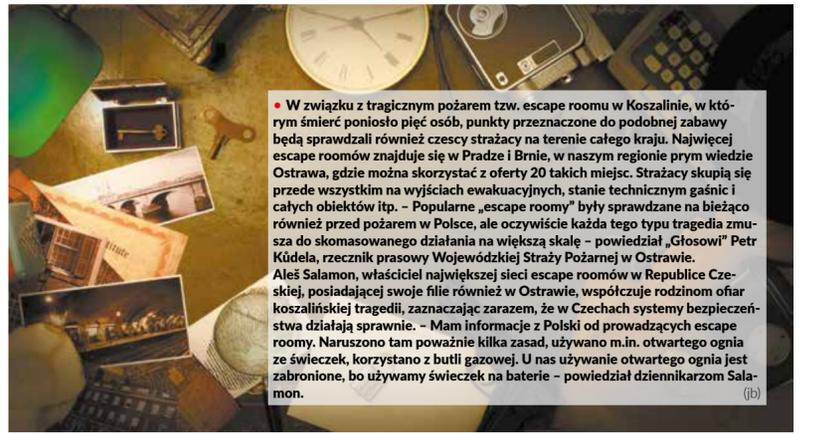 • W związku z tragicznym pożarem tzw. escape roomu w Koszalinie, w któ-
rym śmierć poniosło pięć osób, punkty przeznaczone do podobnej zabawy
będą sprawdzali również czescy strażacy na terenie całego kraju. Najwięcej
escape roomów znajduje się w Pradze i Brnie, w naszym regionie prym wiedzie
Ostrawa, gdzie można skorzystać z oferty 20 takich miejsc. Strażacy skupią się
przede wszystkim na wyjściach ewakuacyjnych, stanie technicznym gaśnic i
całych obiektów itp. – Popularne „escape roomy” były sprawdzane na bieżąco
również przed pożarem w Polsce, ale oczywiście każda tego typu tragedia zmu-
sza do skomasowanego działania na większą skalę – powiedział „Głosowi” Petr
Kůdela, rzecznik prasowy Wojewódzkiej Straży Pożarnej w Ostrawie.
Aleš Salamon, właściciel największej sieci escape roomów w Republice Cze-
skiej, posiadającej swoje filie również w Ostrawie, współczuje rodzinom ofiar
koszalińskiej tragedii, zaznaczając zarazem, że w Czechach systemy bezpieczeń-
stwa działają sprawnie. – Mam informacje z Polski od prowadzących escape
roomy. Naruszono tam poważnie kilka zasad, używano m.in. otwartego ognia
ze świeczek, korzystano z butli gazowej. U nas używanie otwartego ognia jest
zabronione, bo używamy świeczek na baterie – powiedział dziennikarzom Sala-
mon.
(jb)